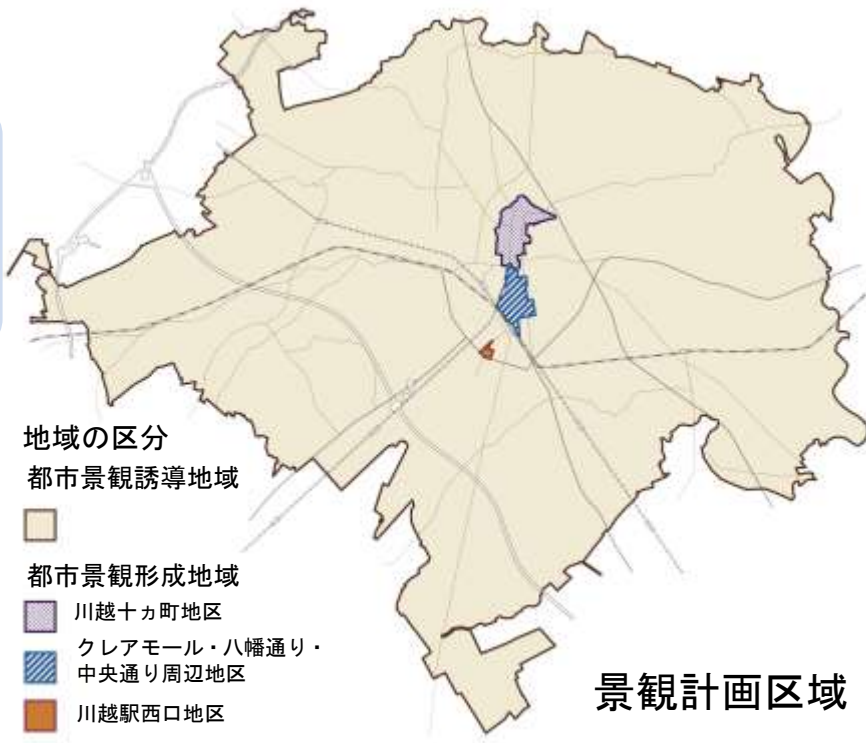 地域の区分
都市景観誘導地域
都市景観形成地域
川越十ヵ町地区
クレアモール・八幡通り・
中央通り周辺地区
川越駅西口地区
景観計画区域